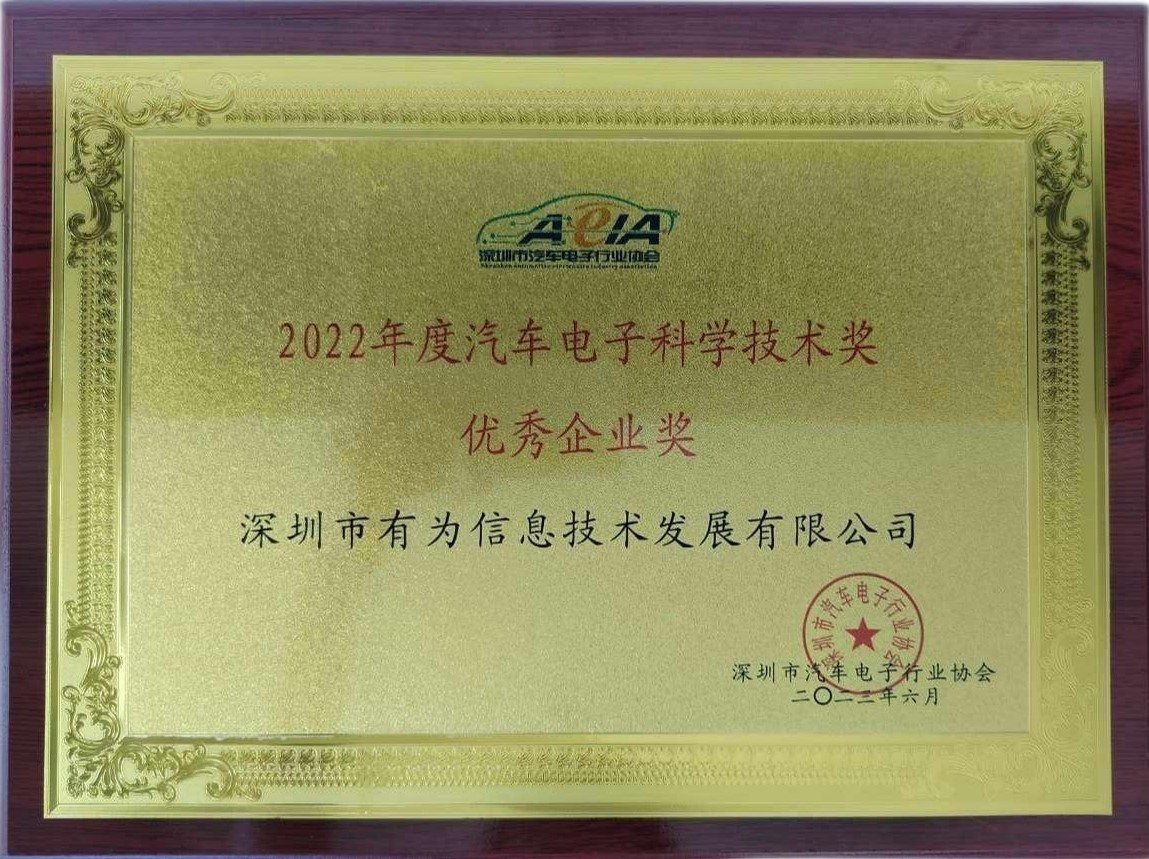 AeIA
深圳市汽车电子行业协会
2022年度汽车电子科学技术奖
优秀企业奖
深圳市有为信息技术发展有限公司
深圳市汽车电子行业协会
深圳市汽车电子行业协会
二〇二三年六月